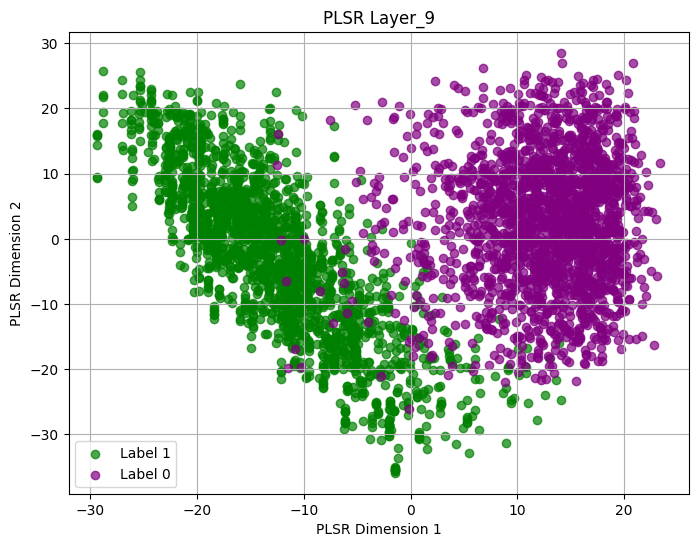 PLSR Layer_9
PLSR Dimension 2
30
20
10
0
−10
−20
−30
Label 1
Label 0
−30 −20 −10 0 10 20
PLSR Dimension 1